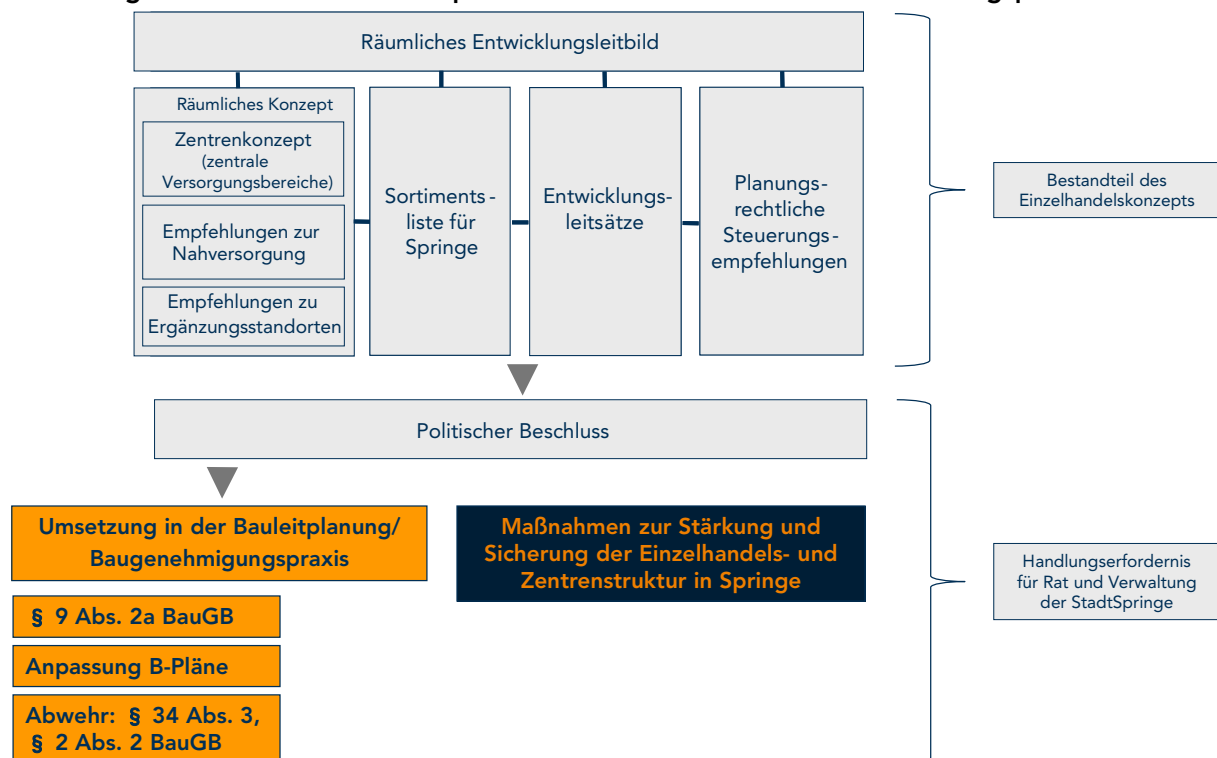 Räumliches Entwicklungsleitbild
Räumliches Konzept
Zentrenkonzept
(zentrale
Versorgungsbereiche)
Empfehlungen zur
Nahversorgung
Empfehlungen zu
Ergänzungsstandorten
Sortiments-
liste für
Springe
Entwicklungs-
leitsätze
Planungs-
rechtliche
Steuerungs-
empfehlungen
Bestandteil des
Einzelhandelskonzepts
Politischer Beschluss
Umsetzung in der Bauleitplanung/
Baugenehmigungspraxis
Maßnahmen zur Stärkung und
Sicherung der Einzelhandels- und
Zentrenstruktur in Springe
§ 9 Abs. 2a BauGB
Anpassung B-Pläne
Abwehr: § 34 Abs. 3,
§ 2 Abs. 2 BauGB
Handlungserfordernis
für Rat und Verwaltung
der StadtSpringe